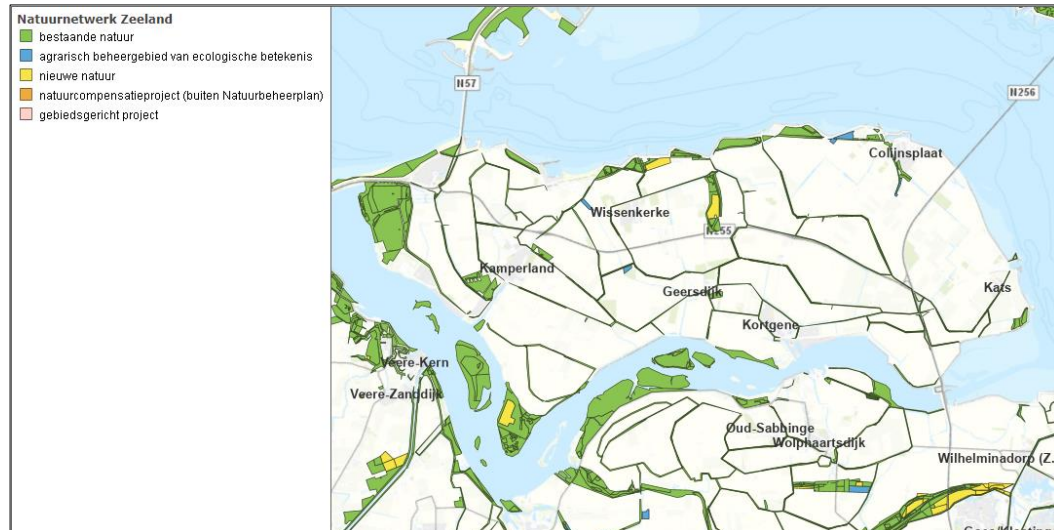 Natuurnetwerk Zeeland
bestaande natuur
agrarisch beheergebied van ecologische betekenis
nieuwe natuur
natuurcompensatieproject (buiten Natuurbeheerplan)
gebiedsgericht project
N57
N256
Colijnsplaat
Wissenkerke
N255
Kamperland
Geersdijk
Kats
Kortgene
Veere-Kern
Veere-Zanddijk
Oud-Sabbinge
Wolphaartsdijk
Wilhelminadorp (Z.